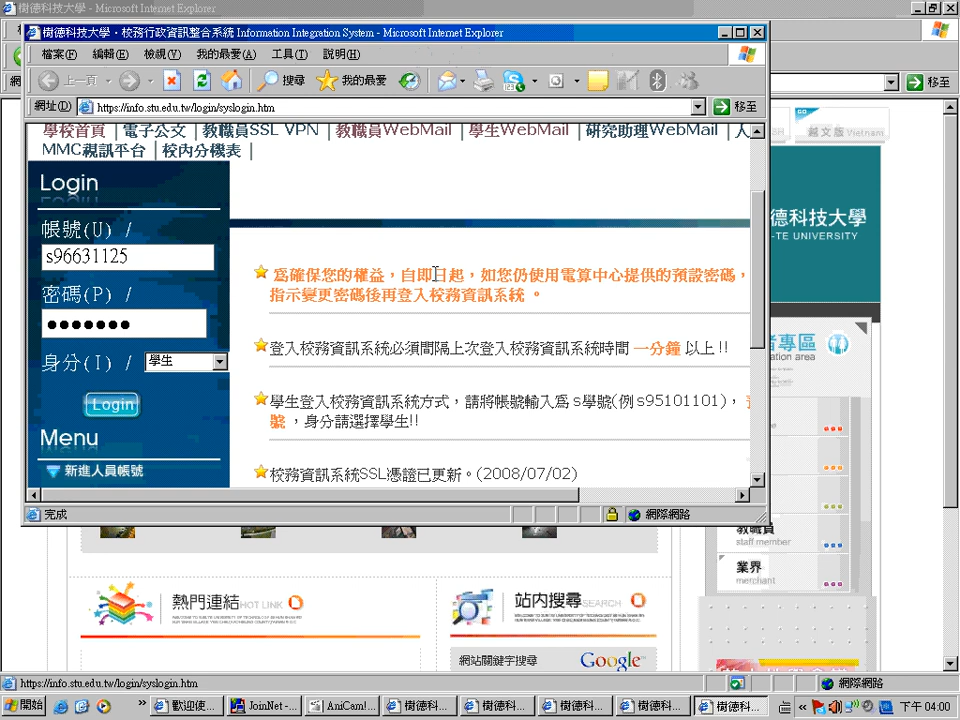 樹德科技大學 - Microsoft Internet Explorer
樹德科技大學‧校務行政資訊整合系統 Information Integration System - Microsoft Internet Explorer
檔案(F) 編輯(E) 檢視(V) 我的最愛(A) 工具(T) 說明(H)
上一頁 搜尋 我的最愛
網址(D) https://info.stu.edu.tw/login/syslogin.htm 移至
移至
學校首頁 | 電子公文 | 教職員SSL VPN | 教職員WebMail | 學生WebMail | 研究助理WebMail | 人
MMC視訊平台 | 校內分機表 |
越文版 Vietnam
Login
帳號(U) /
s96631125
密碼(P) /
●●●●●●●
身分(I) / 學生
Login
Menu
新進人員帳號
為確保您的權益，自即日起，如您仍使用電算中心提供的預設密碼，
指示變更密碼後再登入校務資訊系統 。
登入校務資訊系統必須間隔上次登入校務資訊系統時間 一分鐘 以上 !!
學生登入校務資訊系統方式，請將帳號輸入為 s學號(例 s95101101)，
號 ，身分請選擇學生!!
校務資訊系統SSL憑證已更新。(2008/07/02)
完成 網際網路
德科技大學
-TE UNIVERSITY
者專區
ation area
教職員
staff member
業界
merchant
熱門連結 HOT LINK
站內搜尋 SEARCH
網站關鍵字搜尋 Google
https://info.stu.edu.tw/login/syslogin.htm 網際網路
開始 歡迎使... JoinNet -... AniCam!... 樹德科... 樹德科... 樹德科... 樹德科... 樹德科... 下午 04:00